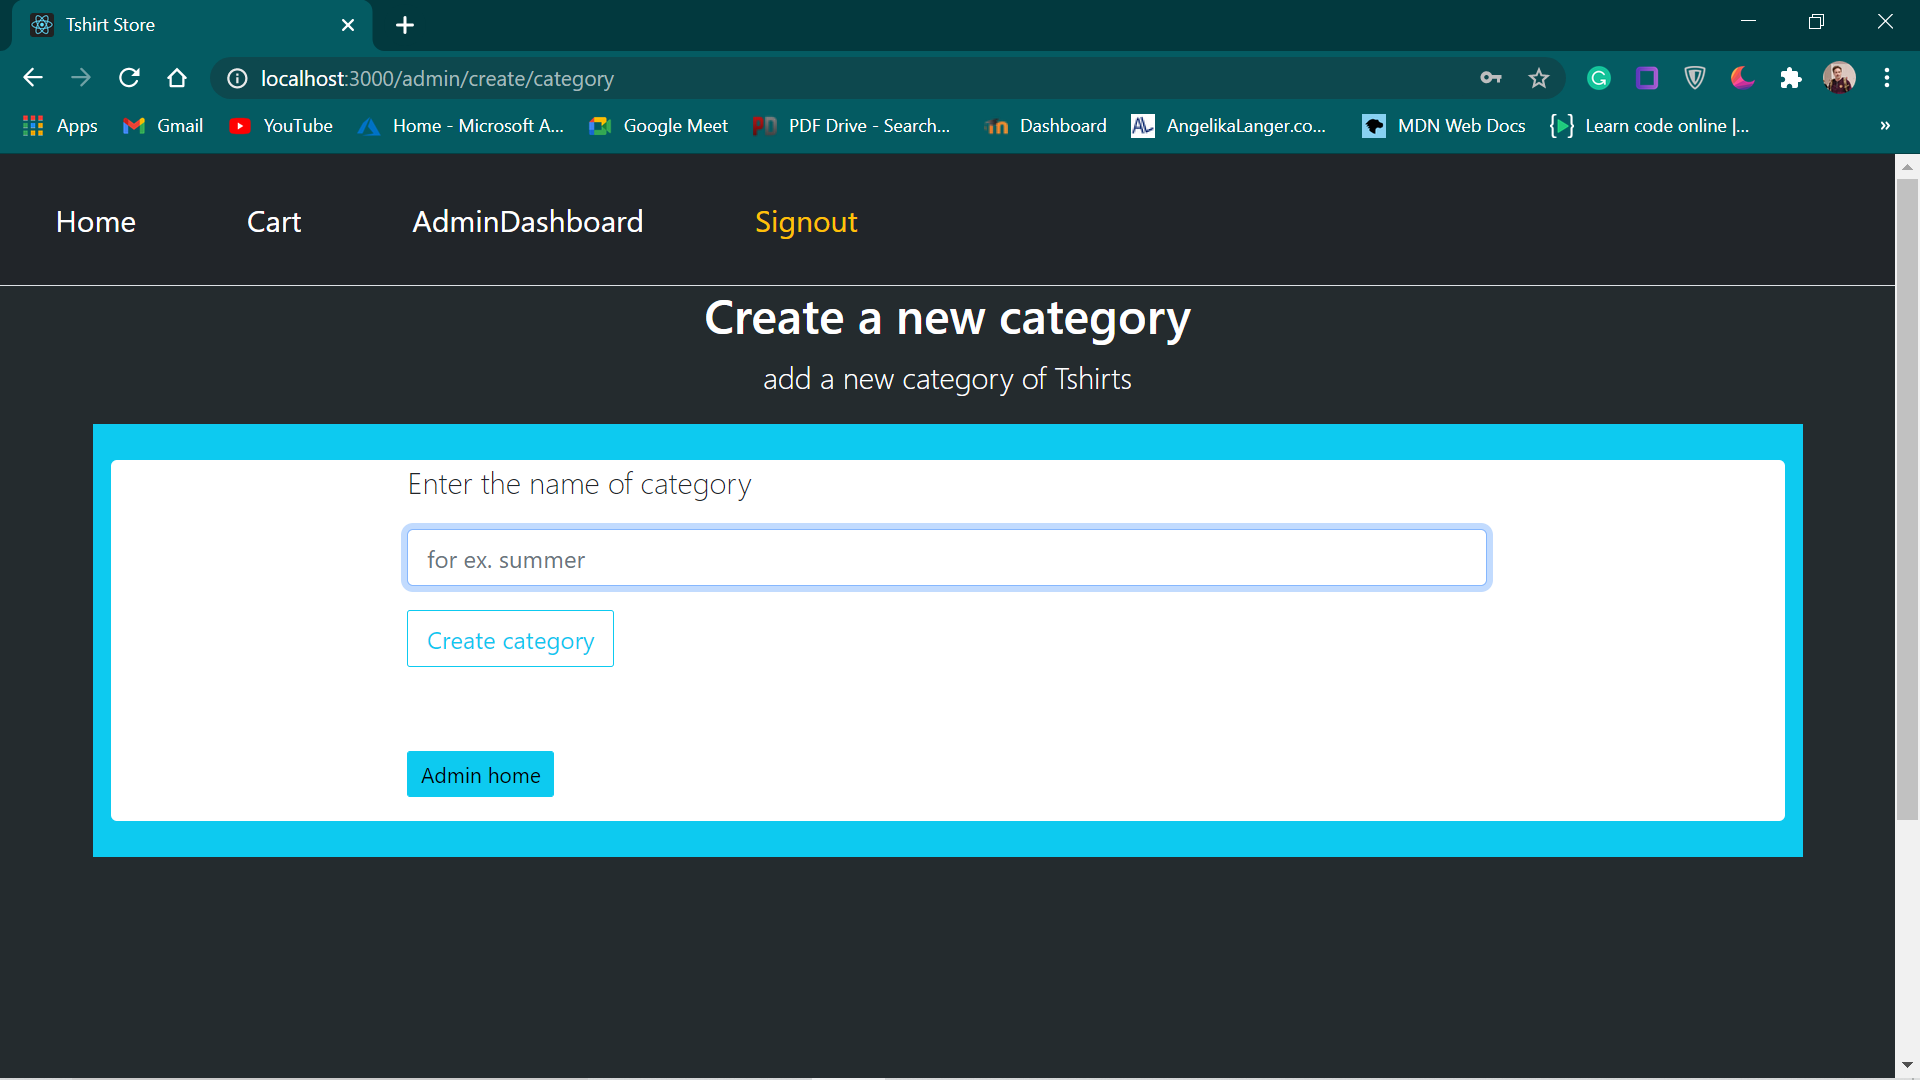 Tshirt Store
localhost:3000/admin/create/category
Apps Gmail YouTube Home - Microsoft A... Google Meet PDF Drive - Search... Dashboard AngelikaLanger.co... MDN Web Docs Learn code online |... »
Home Cart AdminDashboard Signout
Create a new category
add a new category of Tshirts
Enter the name of category
for ex. summer
Create category
Admin home